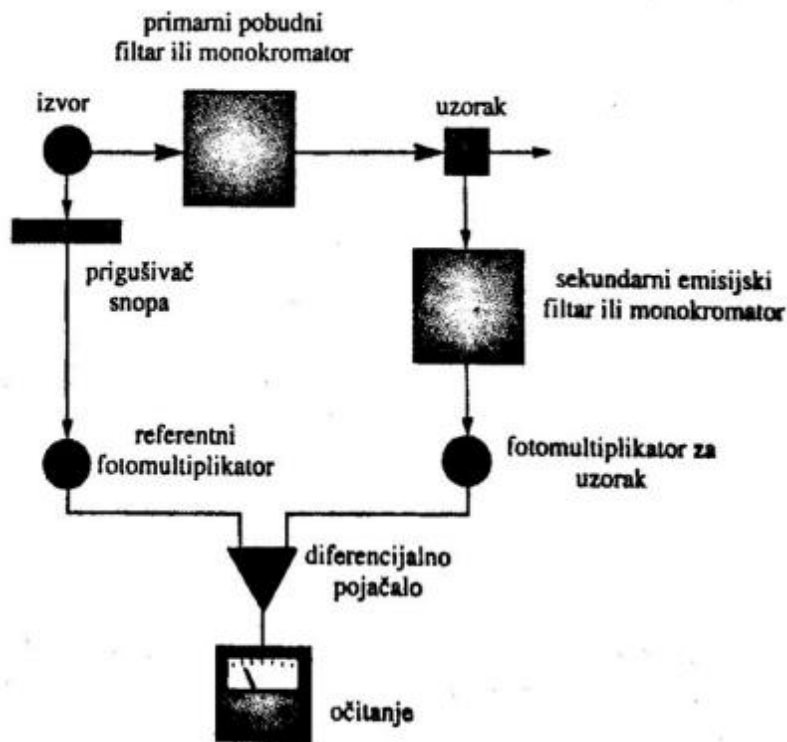 primarni pobudni
filtar ili monokromator
izvor
uzorak
prigušivač
snopa
sekundarni emisijski
filtar ili monokromator
referentni
fotomultiplikator
fotomultiplikator za
uzorak
diferencijalno
pojačalo
očitanje